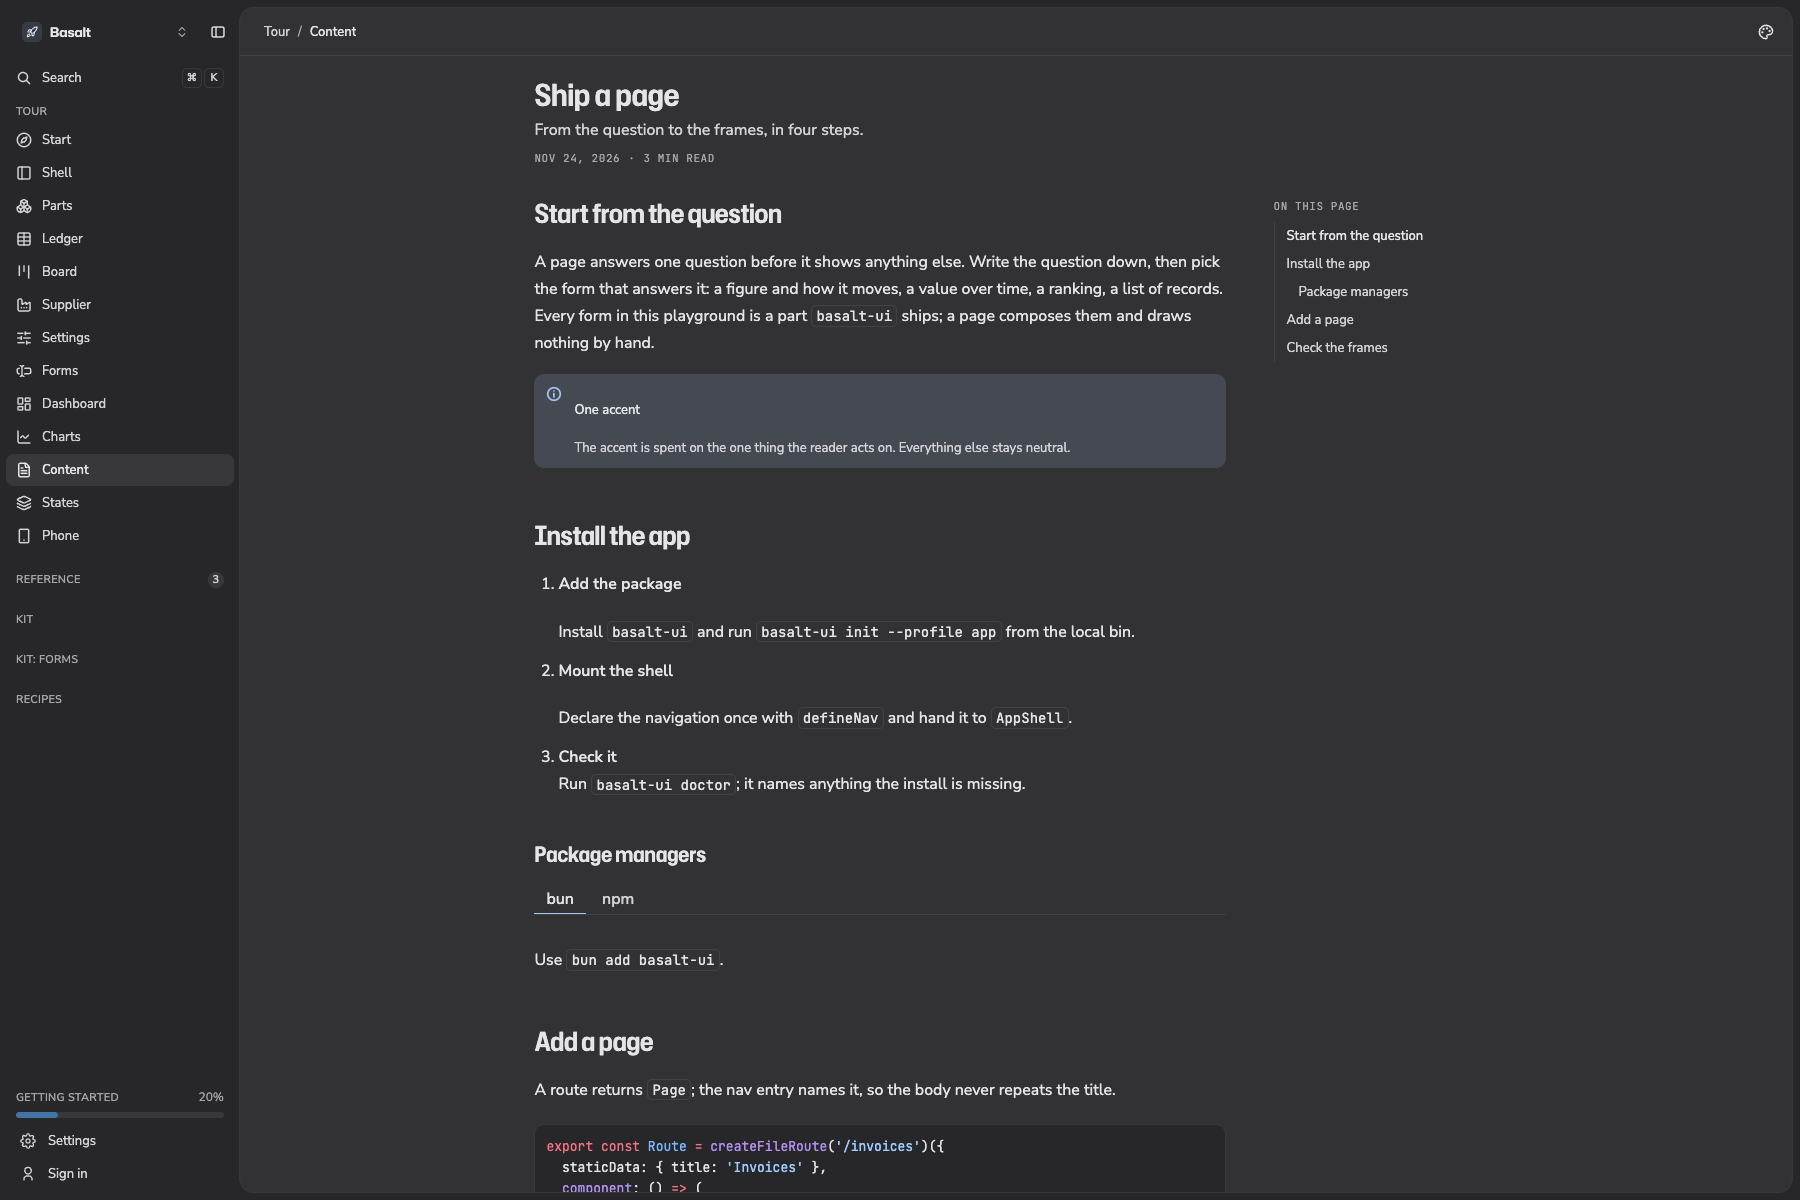 Basalt
Search
⌘ K
TOUR
Start
Shell
Parts
Ledger
Board
Supplier
Settings
Forms
Dashboard
Charts
Content
States
Phone
REFERENCE 3
KIT
KIT: FORMS
RECIPES
GETTING STARTED 20%
Settings
Sign in
Tour / Content
Ship a page
From the question to the frames, in four steps.
NOV 24, 2026 · 3 MIN READ
Start from the question
A page answers one question before it shows anything else. Write the question down, then pick
the form that answers it: a figure and how it moves, a value over time, a ranking, a list of records.
Every form in this playground is a part basalt-ui ships; a page composes them and draws
nothing by hand.
One accent
The accent is spent on the one thing the reader acts on. Everything else stays neutral.
Install the app
1. Add the package
Install basalt-ui and run basalt-ui init --profile app from the local bin.
2. Mount the shell
Declare the navigation once with defineNav and hand it to AppShell.
3. Check it
Run basalt-ui doctor; it names anything the install is missing.
Package managers
bun npm
Use bun add basalt-ui.
Add a page
A route returns Page; the nav entry names it, so the body never repeats the title.
export const Route = createFileRoute('/invoices')({
staticData: { title: 'Invoices' },
component: () => (
ON THIS PAGE
Start from the question
Install the app
Package managers
Add a page
Check the frames